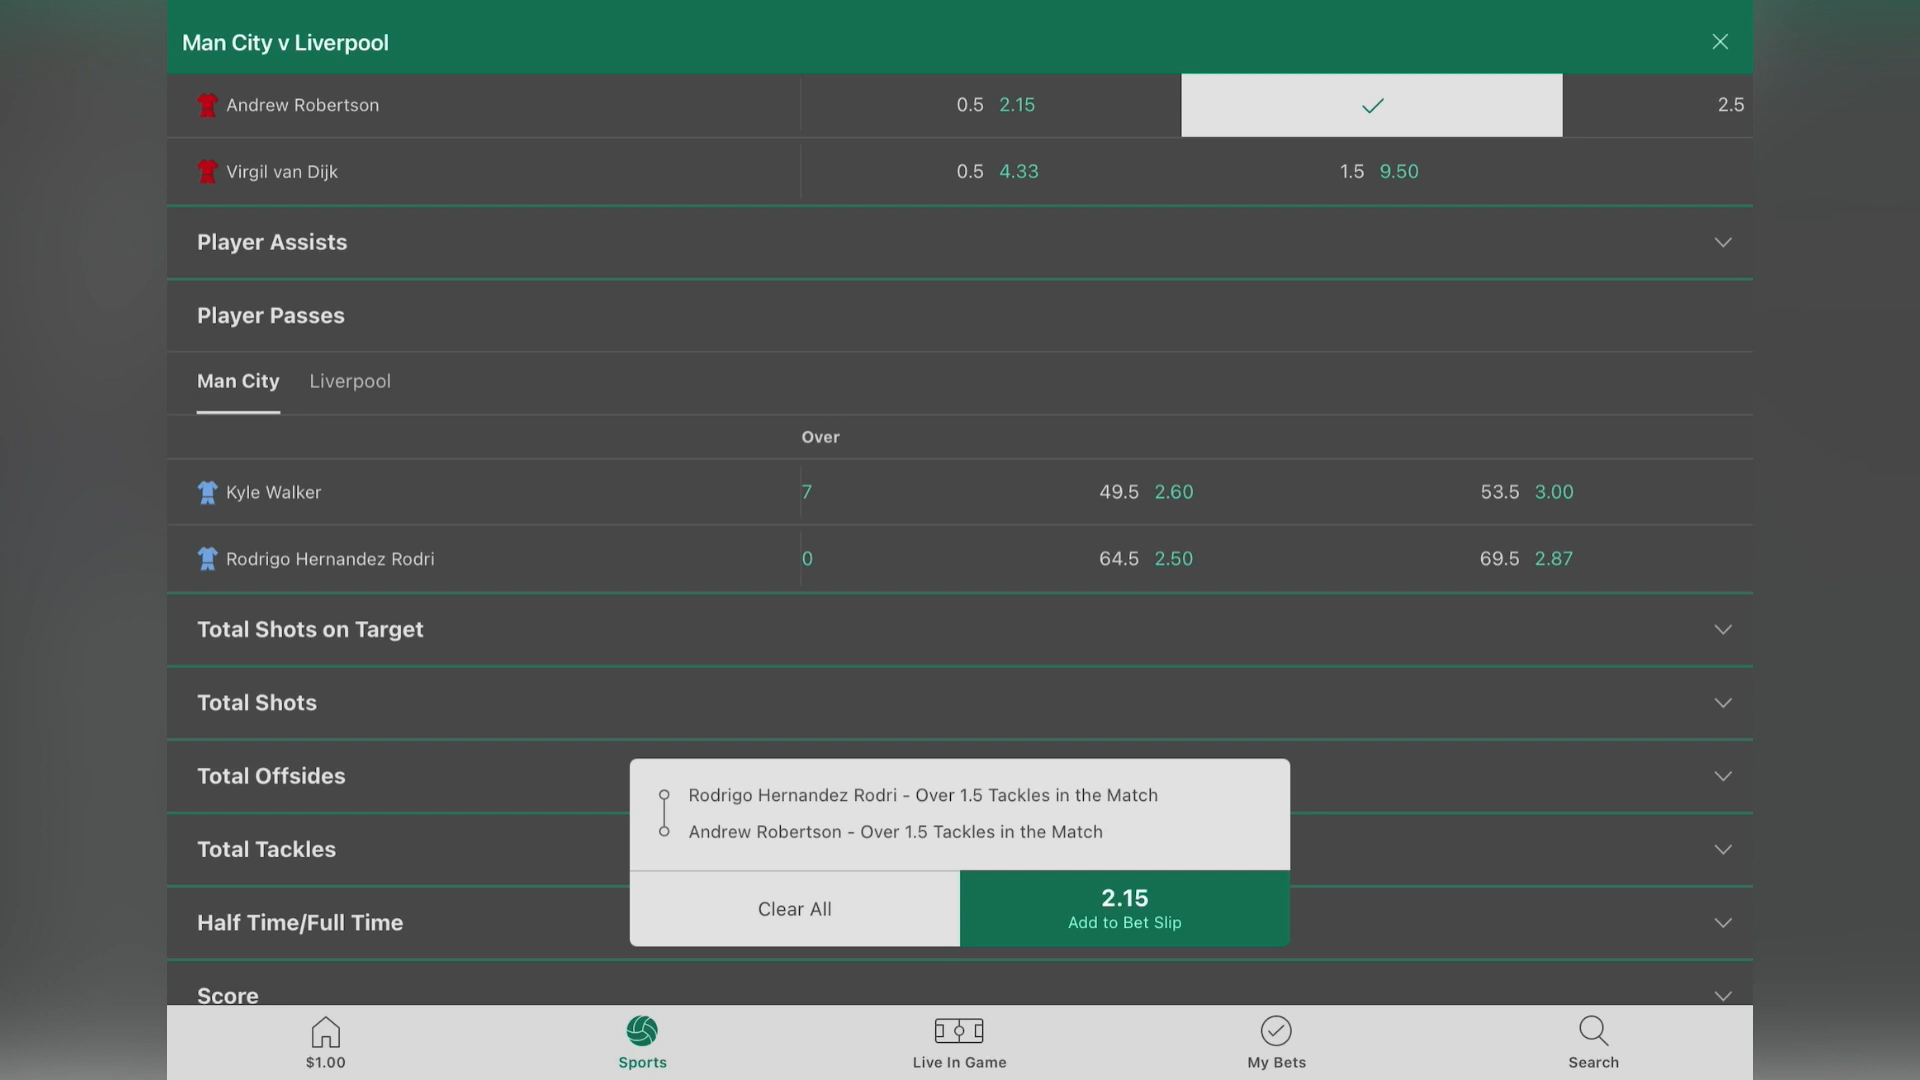 Man City v Liverpool
Andrew Robertson 0.5 2.15 2.5
Virgil van Dijk 0.5 4.33 1.5 9.50
Player Assists
Player Passes
Man City Liverpool
Over
Kyle Walker 7 49.5 2.60 53.5 3.00
Rodrigo Hernandez Rodri 0 64.5 2.50 69.5 2.87
Total Shots on Target
Total Shots
Total Offsides
Rodrigo Hernandez Rodri - Over 1.5 Tackles in the Match
Andrew Robertson - Over 1.5 Tackles in the Match
Total Tackles
Clear All
2.15
Add to Bet Slip
Half Time/Full Time
Score
$1.00 Sports Live In Game My Bets Search